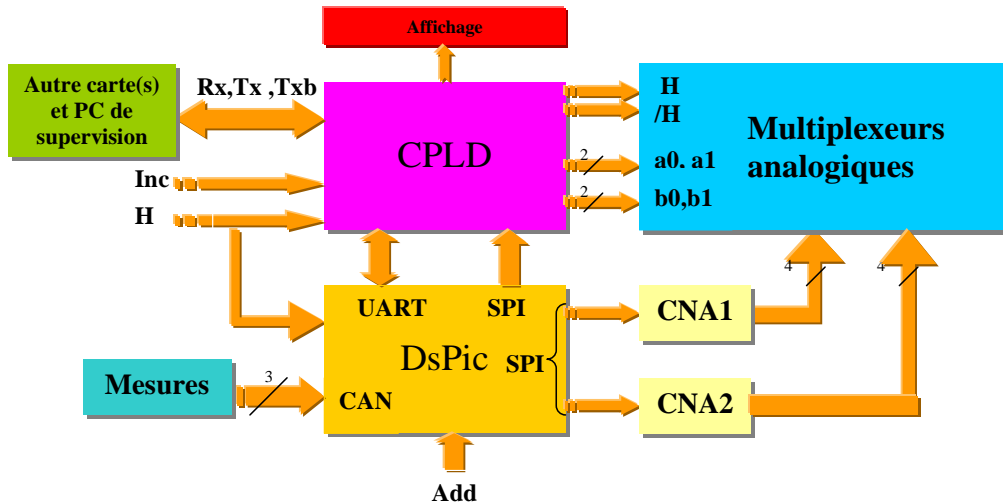 Affichage
Autre carte(s)
et PC de
supervision
Rx,Tx ,Txb
CPLD
H
/H
2
a0. a1
2
b0,b1
Multiplexeurs
analogiques
Inc
H
4
4
UART
SPI
DsPic
SPI
CAN
CNA1
CNA2
Mesures
3
Add